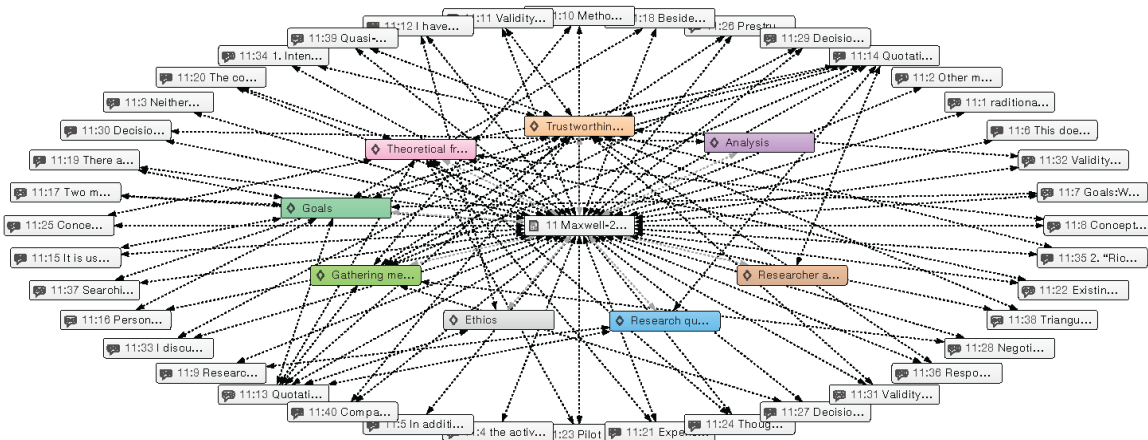 11:10 Metho...
11:11 Validity...
11:18 Beside...
11:12 I have...
11:26 Prestru...
11:39 Quasi-...
11:29 Decisio...
11:34 1. Inten...
11:14 Quotati...
11:20 The co...
11:2 Other m...
11:3 Neither...
11:1 raditiona...
11:30 Decisio...
Trustworthin...
11:6 This doe...
Theoretical fr...
Analysis
11:19 There a...
11:32 Validity...
11:17 Two m...
11:7 Goals:W...
Goals
11:25 Conce...
11 Maxwell-2...
11:8 Concept...
11:15 It is us...
11:35 2. “Ric...
Gathering me...
Researcher a...
11:37 Searchi...
11:22 Existin...
11:16 Person...
Ethics
Research qu...
11:38 Triangu...
11:33 I discu...
11:28 Negoti...
11:9 Researc...
11:36 Respo...
11:13 Quotati...
11:31 Validity...
11:40 Compa...
11:27 Decisio...
11:5 In additi...
11:24 Thoug...
11:4 the activ...
11:23 Pilot
11:21